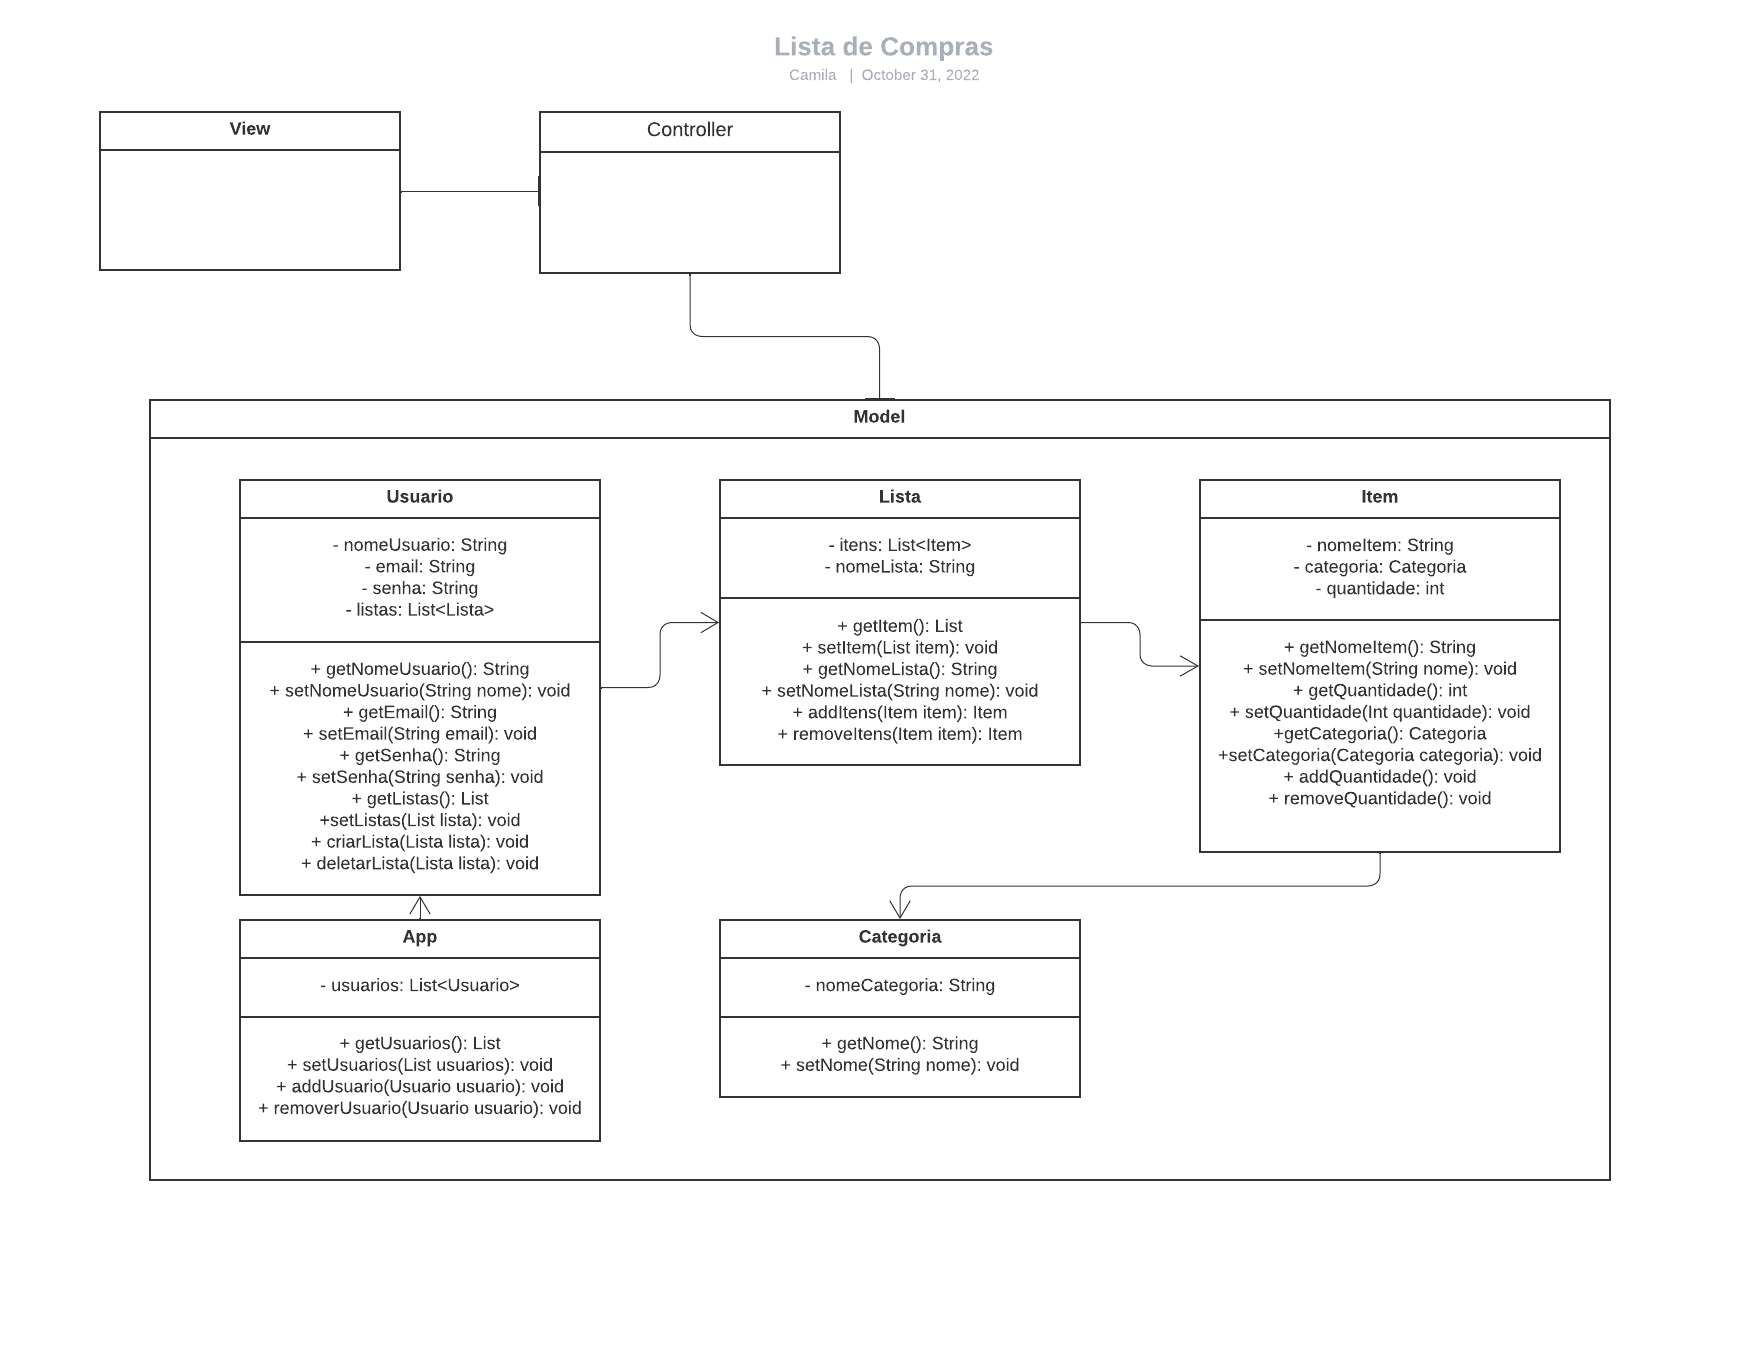 Lista de Compras
Camila | October 31, 2022
View
Controller
Model
Usuario
- nomeUsuario: String
- email: String
- senha: String
- listas: List<Lista>
+ getNomeUsuario(): String
+ setNomeUsuario(String nome): void
+ getEmail(): String
+ setEmail(String email): void
+ getSenha(): String
+ setSenha(String senha): void
+ getListas(): List
+setListas(List lista): void
+ criarLista(Lista lista): void
+ deletarLista(Lista lista): void
Lista
- itens: List<Item>
- nomeLista: String
+ getItem(): List
+ setItem(List item): void
+ getNomeLista(): String
+ setNomeLista(String nome): void
+ addItens(Item item): Item
+ removeItens(Item item): Item
Item
- nomeItem: String
- categoria: Categoria
- quantidade: int
+ getNomeItem(): String
+ setNomeItem(String nome): void
+ getQuantidade(): int
+ setQuantidade(Int quantidade): void
+getCategoria(): Categoria
+setCategoria(Categoria categoria): void
+ addQuantidade(): void
+ removeQuantidade(): void
App
- usuarios: List<Usuario>
+ getUsuarios(): List
+ setUsuarios(List usuarios): void
+ addUsuario(Usuario usuario): void
+ removerUsuario(Usuario usuario): void
Categoria
- nomeCategoria: String
+ getNome(): String
+ setNome(String nome): void